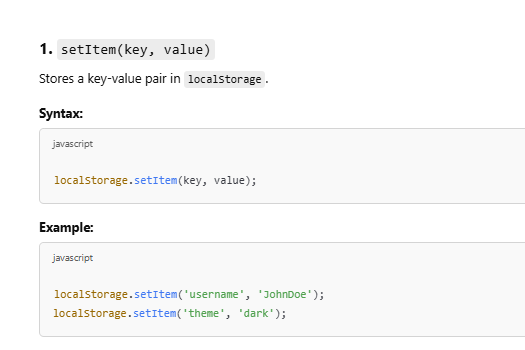 1. setItem(key, value)
Stores a key-value pair in localStorage.
Syntax:
javascript
localStorage.setItem(key, value);
Example:
javascript
localStorage.setItem('username', 'JohnDoe');
localStorage.setItem('theme', 'dark');